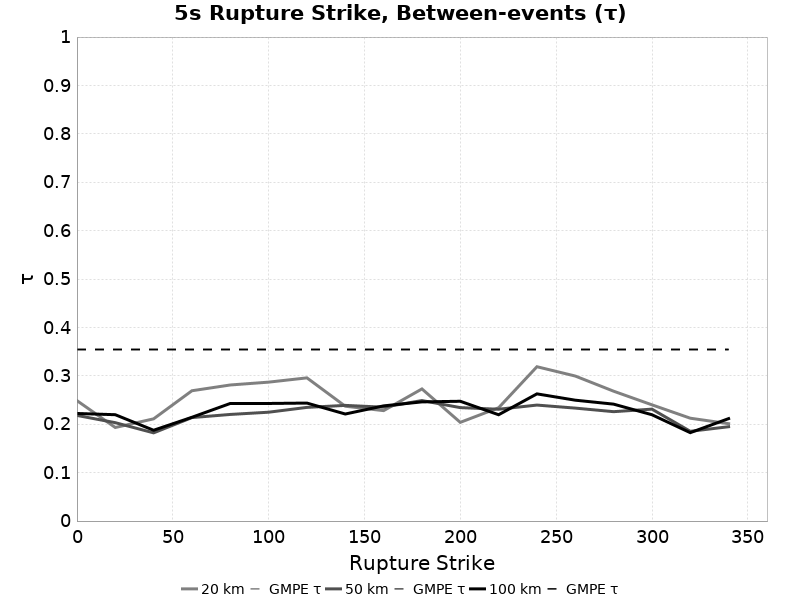 5s Rupture Strike, Between-events (τ)
1
0.9
0.8
0.7
0.6
0.5
0.4
0.3
0.2
0.1
0
τ
0 50 100 150 200 250 300 350
Rupture Strike
20 km GMPE τ 50 km GMPE τ 100 km GMPE τ